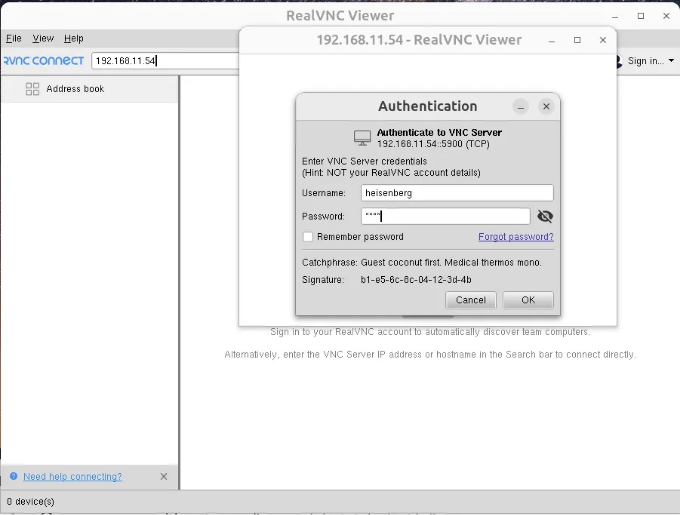 RealVNC Viewer
File View Help
192.168.11.54 - RealVNC Viewer
RVNC CONNECT 192.168.11.54
Sign in...
Address book
Authentication
Authenticate to VNC Server
192.168.11.54::5900 (TCP)
Enter VNC Server credentials
(Hint: NOT your RealVNC account details)
Username: heisenberg
Password: ****
Remember password Forgot password?
Catchphrase: Guest coconut first. Medical thermos mono.
Signature: b1-e5-6c-8c-04-12-3d-4b
Cancel OK
Sign in to your RealVNC account to automatically discover team computers.
Alternatively, enter the VNC Server IP address or hostname in the Search bar to connect directly.
Need help connecting?
0 device(s)